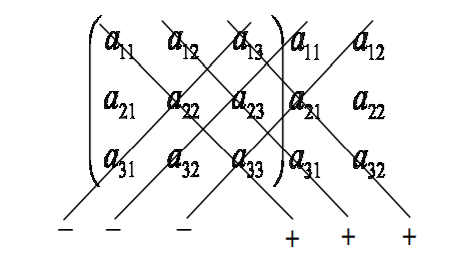 a₁₁ a₁₂ a₁₃ a₁₁ a₁₂
a₂₁ a₂₂ a₂₃ a₂₁ a₂₂
a₃₁ a₃₂ a₃₃ a₃₁ a₃₂
− − − + + +